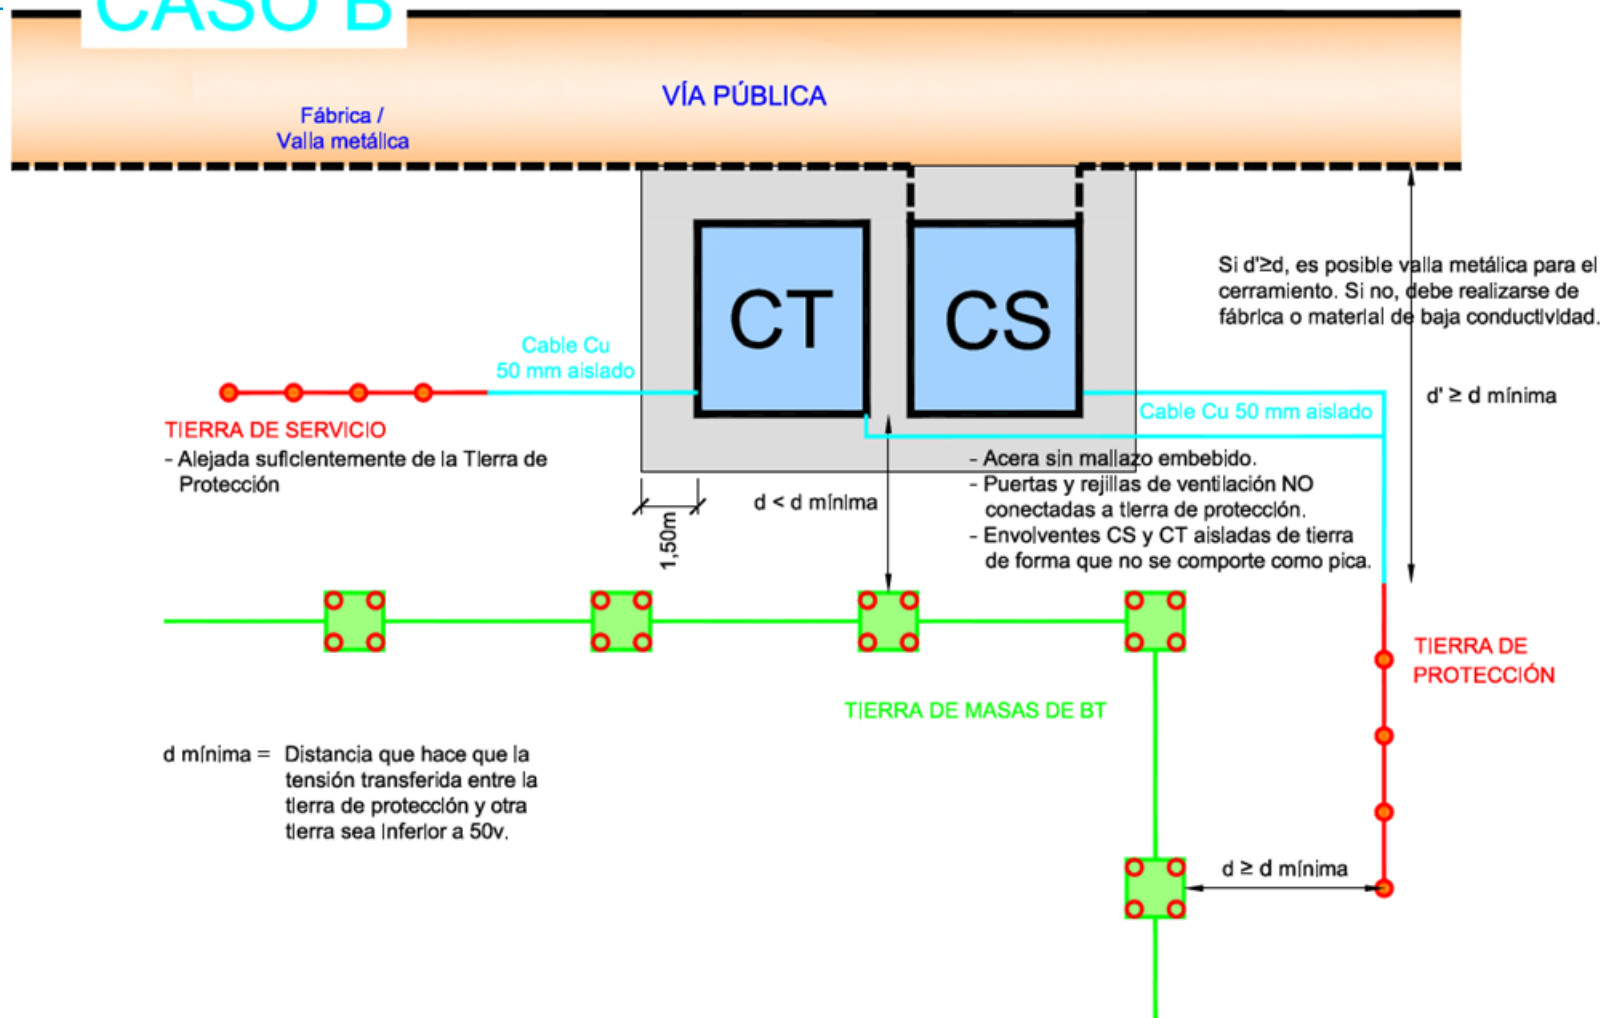 CASO B
VÍA PÚBLICA
Fábrica /
Valla metálica
CT
CS
Si d'≥d, es posible valla metálica para el
cerramiento. Si no, debe realizarse de
fábrica o material de baja conductividad.
Cable Cu
50 mm aislado
d' ≥ d mínima
Cable Cu 50 mm aislado
TIERRA DE SERVICIO
- Alejada suficientemente de la Tierra de
Protección
- Acera sin mallazo embebido.
- Puertas y rejillas de ventilación NO
conectadas a tierra de protección.
- Envolventes CS y CT aisladas de tierra
de forma que no se comporte como pica.
d < d mínima
1,50m
TIERRA DE
PROTECCIÓN
TIERRA DE MASAS DE BT
d mínima = Distancia que hace que la
tensión transferida entre la
tierra de protección y otra
tierra sea inferior a 50v.
d ≥ d mínima